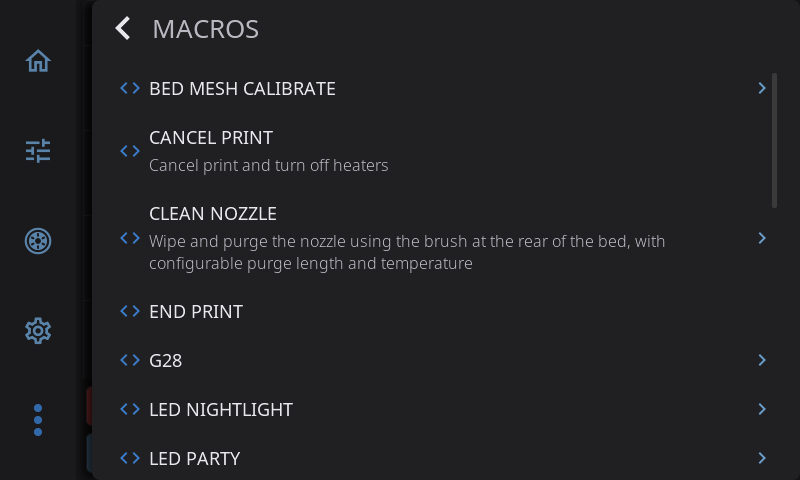 MACROS
BED MESH CALIBRATE
CANCEL PRINT
Cancel print and turn off heaters
CLEAN NOZZLE
Wipe and purge the nozzle using the brush at the rear of the bed, with
configurable purge length and temperature
END PRINT
G28
LED NIGHTLIGHT
LED PARTY